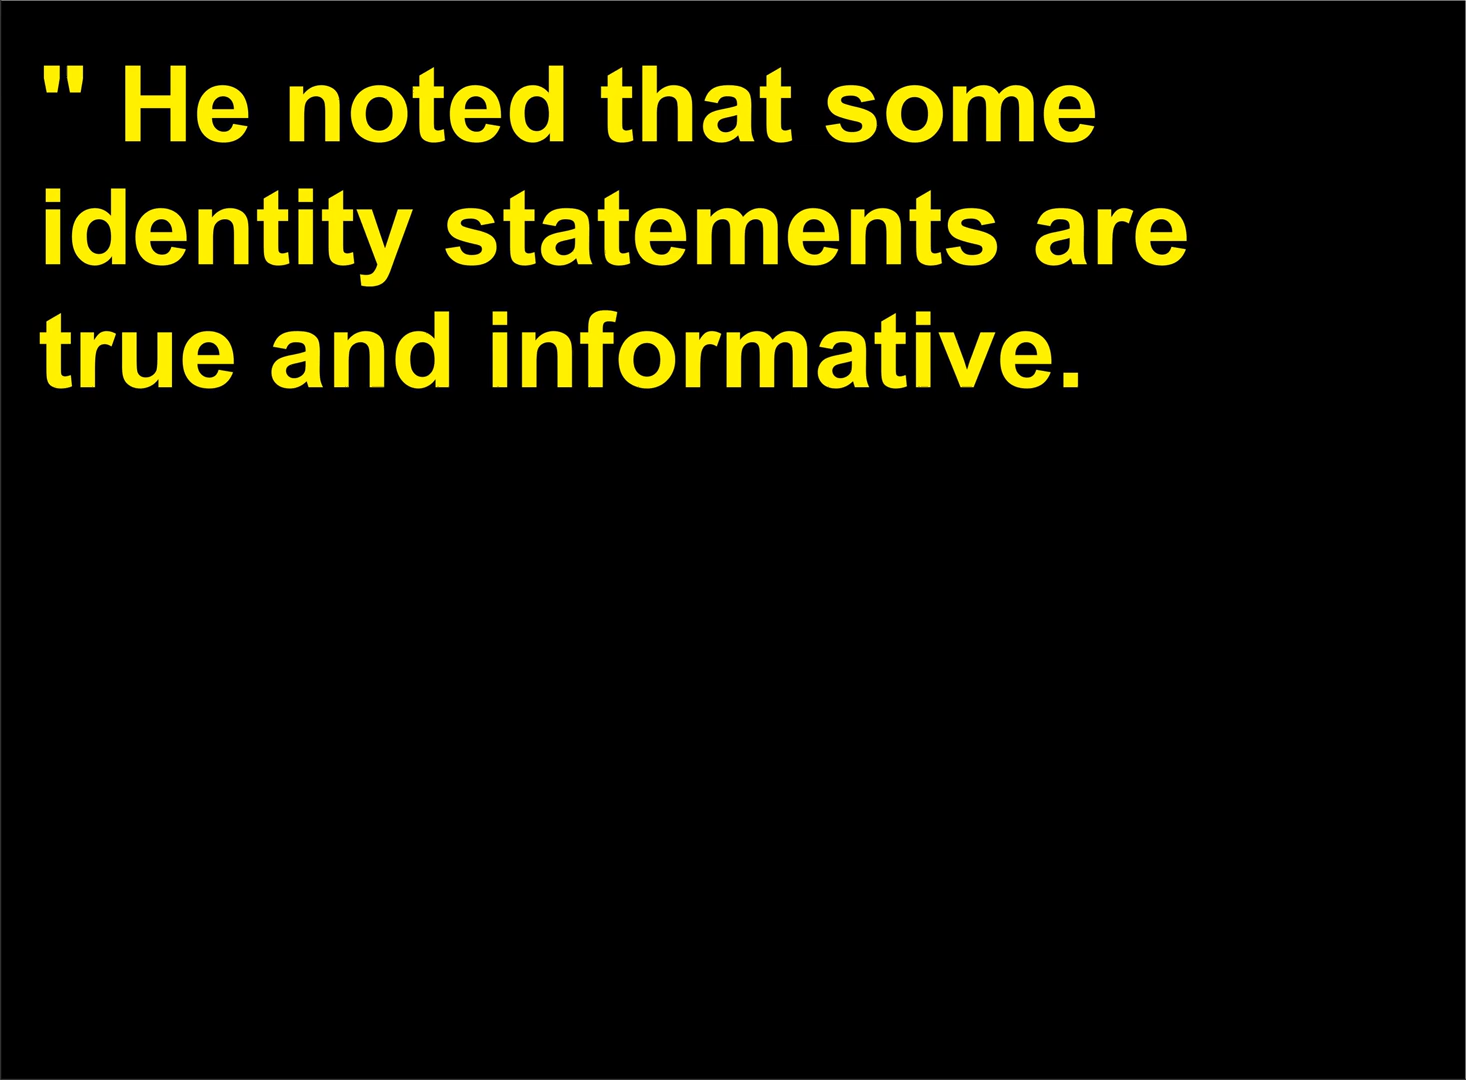 " He noted that some
identity statements are
true and informative.